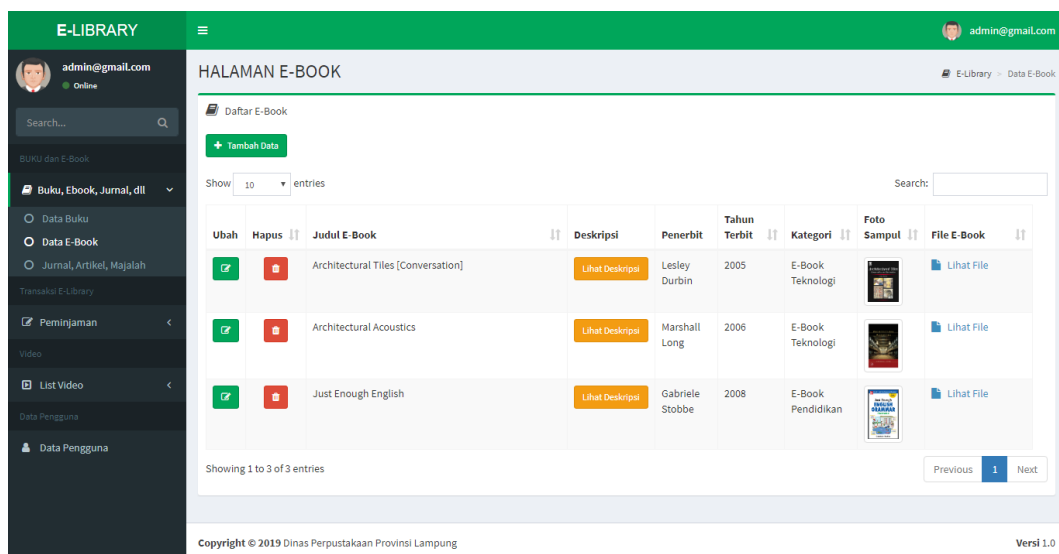 E-LIBRARY
admin@gmail.com
admin@gmail.com
Online
Search...
BUKU dan E-Book
Buku, Ebook, Jurnal, dll
Data Buku
Data E-Book
Jurnal, Artikel, Majalah
Transaksi E-Library
Peminjaman
Video
List Video
Data Pengguna
Data Pengguna
HALAMAN E-BOOK
E-Library > Data E-Book
Daftar E-Book
+ Tambah Data
Show 10 entries
Search:
Ubah Hapus Judul E-Book Deskripsi Penerbit Tahun Terbit Kategori Foto Sampul File E-Book
Architectural Tiles [Conversation] Lihat Deskripsi Lesley Durbin 2005 E-Book Teknologi Lihat File
Architectural Acoustics Lihat Deskripsi Marshall Long 2006 E-Book Teknologi Lihat File
Just Enough English Lihat Deskripsi Gabriele Stobbe 2008 E-Book Pendidikan ENGLISH GRAMMAR Lihat File
Showing 1 to 3 of 3 entries
Previous 1 Next
Copyright © 2019 Dinas Perpustakaan Provinsi Lampung
Versi 1.0